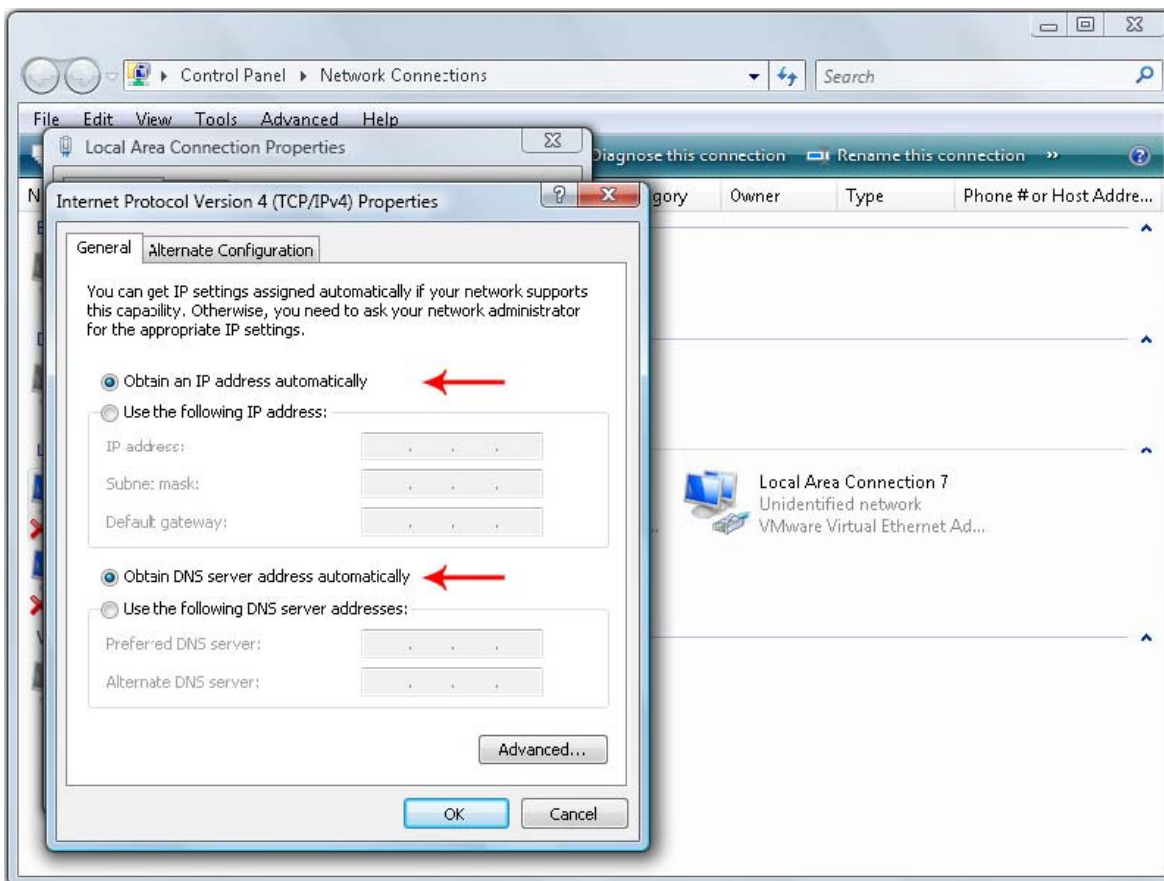 Control Panel Network Connections
Search
File Edit View Tools Advanced Help
Local Area Connection Properties
Diagnose this connection Rename this connection »
Owner Type Phone # or Host Addre...
Internet Protocol Version 4 (TCP/IPv4) Properties
General Alternate Configuration
You can get IP settings assigned automatically if your network supports
this capability. Otherwise, you need to ask your network administrator
for the appropriate IP settings.
Obtain an IP address automatically
Use the following IP address:
IP address:
Subnet mask:
Default gateway:
Obtain DNS server address automatically
Use the following DNS server addresses:
Preferred DNS server:
Alternate DNS server:
Advanced...
OK Cancel
Local Area Connection 7
Unidentified network
VMware Virtual Ethernet Ad...